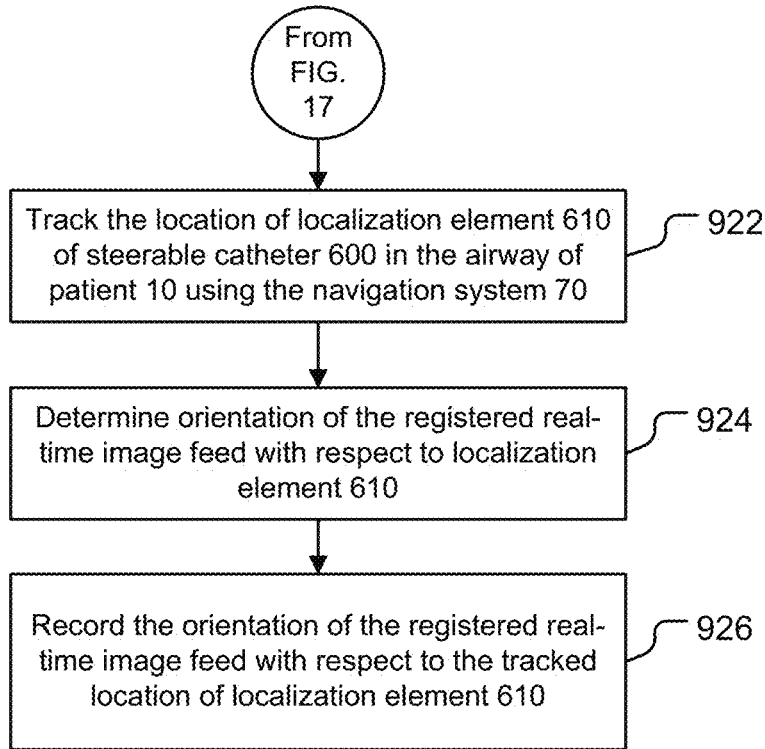 From
FIG.
17
Track the location of localization element 610
of steerable catheter 600 in the airway of
patient 10 using the navigation system 70
922
Determine orientation of the registered real-
time image feed with respect to localization
element 610
924
Record the orientation of the registered real-
time image feed with respect to the tracked
location of localization element 610
926